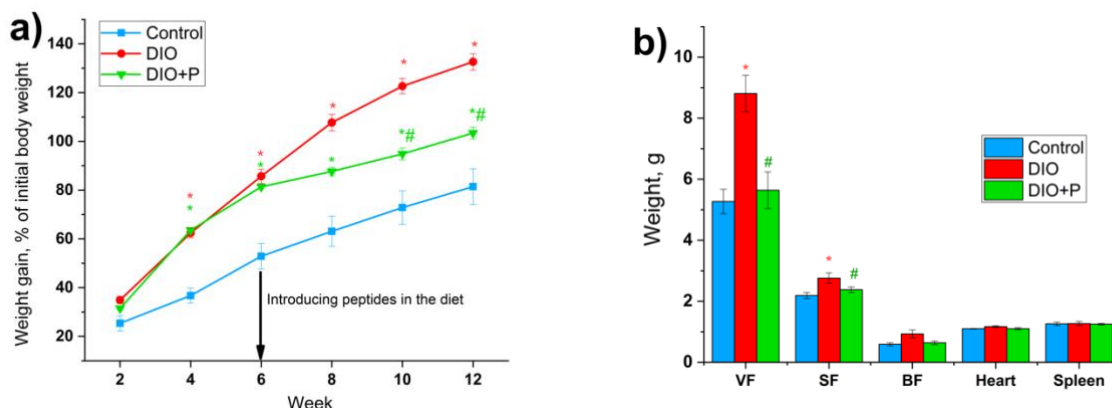 a)
Control
DIO
DIO+P
Weight gain, % of initial body weight
140
120
100
80
60
40
20
* * * * *
* * * *# *#
Introducing peptides in the diet
2 4 6 8 10 12
Week
b)
Weight, g
10
8
6
4
2
0
*
#
*
#
Control
DIO
DIO+P
VF SF BF Heart Spleen